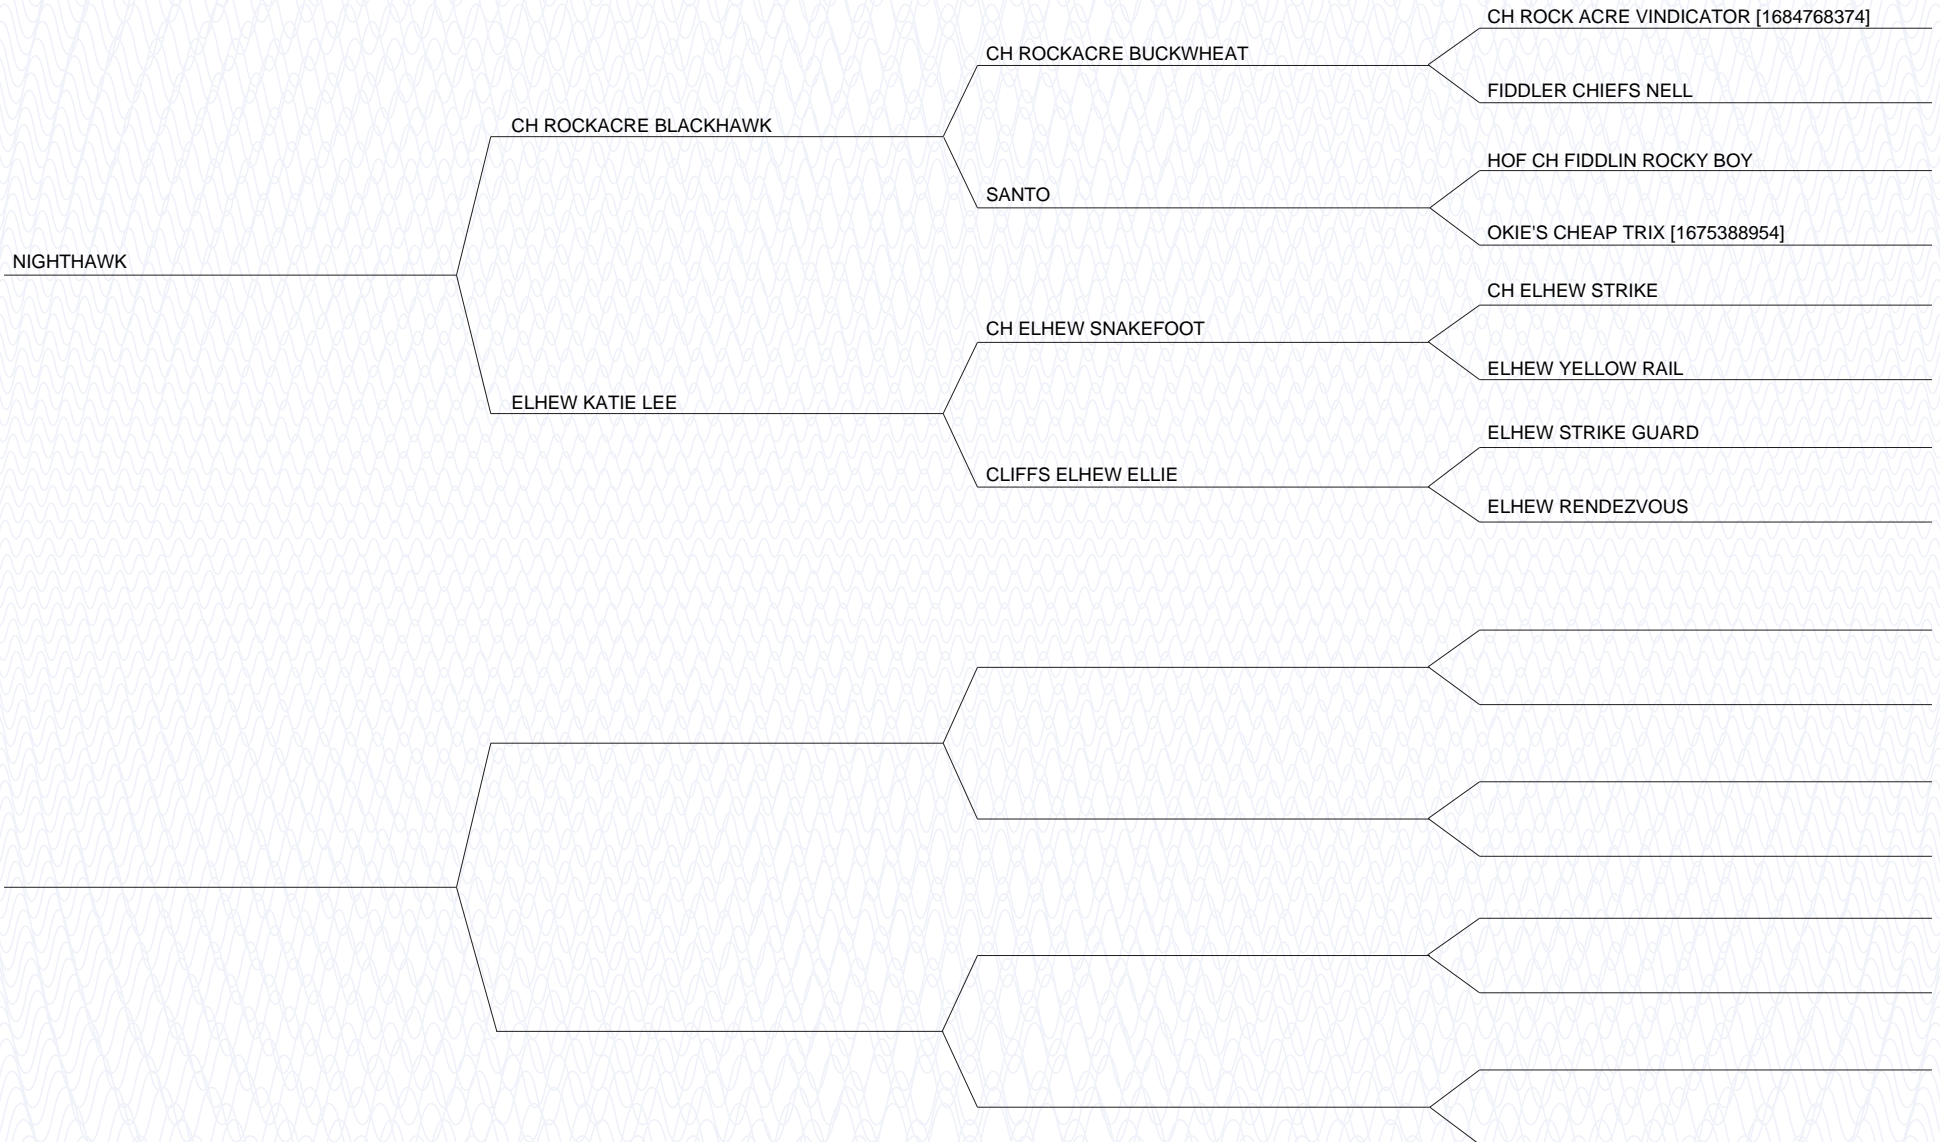 CH ROCK ACRE VINDICATOR [1684768374]
CH ROCKACRE BUCKWHEAT
FIDDLER CHIEFS NELL
CH ROCKACRE BLACKHAWK
HOF CH FIDDLIN ROCKY BOY
SANTO
OKIE'S CHEAP TRIX [1675388954]
NIGHTHAWK
CH ELHEW STRIKE
CH ELHEW SNAKEFOOT
ELHEW YELLOW RAIL
ELHEW KATIE LEE
ELHEW STRIKE GUARD
CLIFFS ELHEW ELLIE
ELHEW RENDEZVOUS